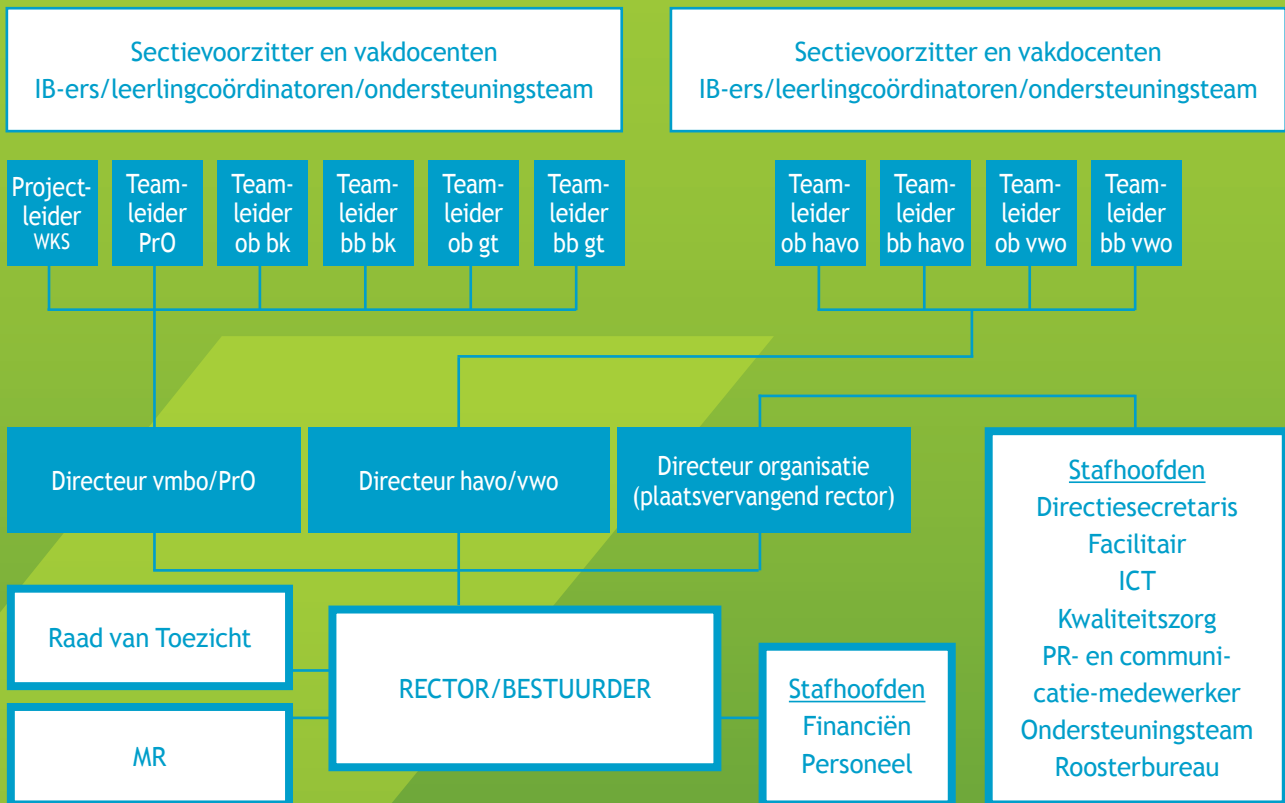 Sectievoorzitter en vakdocenten
IB-ers/leerlingcoördinatoren/ondersteuningsteam
Sectievoorzitter en vakdocenten
IB-ers/leerlingcoördinatoren/ondersteuningsteam
Project-
leider
WKS
Team-
leider
PrO
Team-
leider
ob bk
Team-
leider
bb bk
Team-
leider
ob gt
Team-
leider
bb gt
Team-
leider
ob havo
Team-
leider
bb havo
Team-
leider
ob vwo
Team-
leider
bb vwo
Directeur vmbo/PrO
Directeur havo/vwo
Directeur organisatie
(plaatsvervangend rector)
Stafhoofden
Directiesecretaris
Facilitair
ICT
Kwaliteitszorg
PR- en communi-
catie-medewerker
Ondersteuningsteam
Roosterbureau
Raad van Toezicht
MR
RECTOR/BESTUURDER
Stafhoofden
Financiën
Personeel